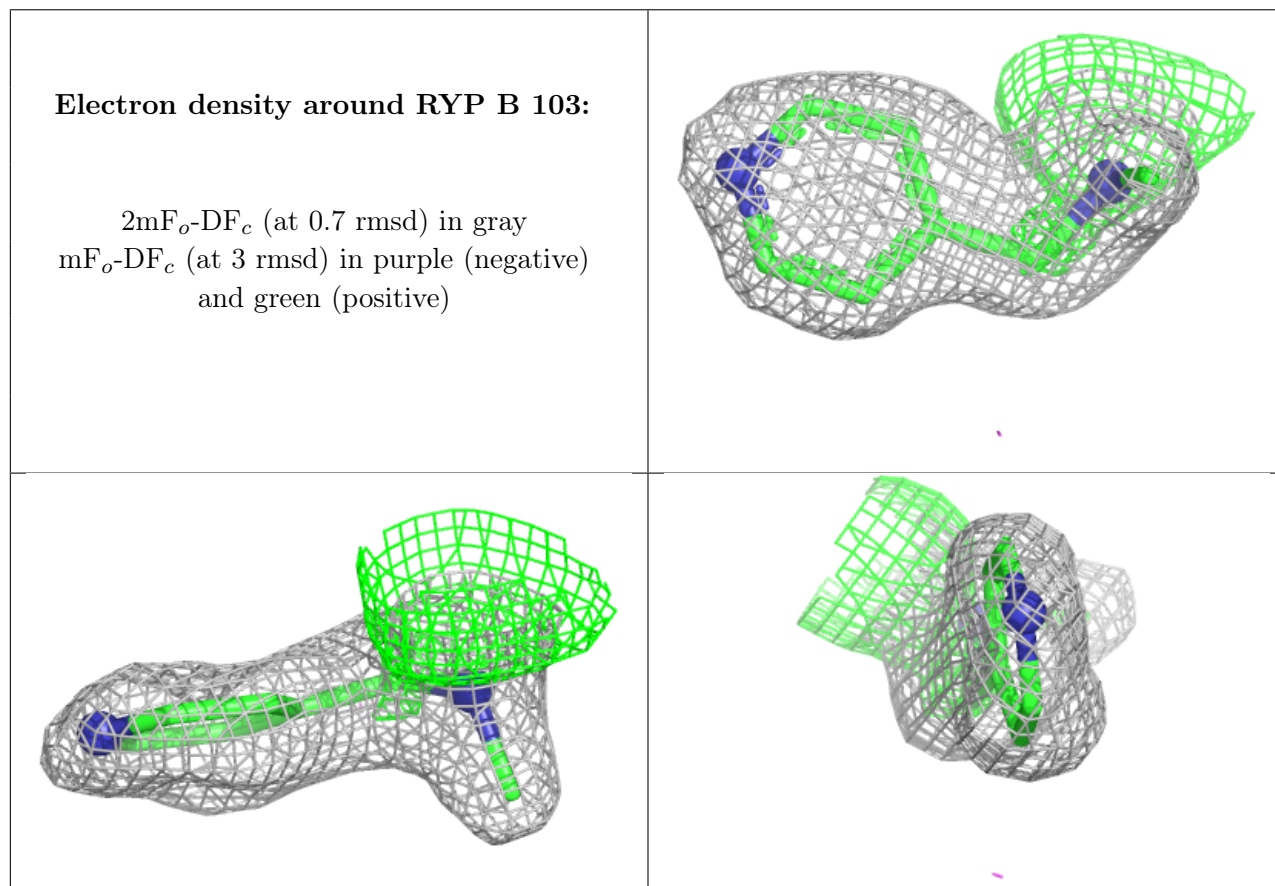 Electron density around RYP B 103:
2mFo-DFc (at 0.7 rmsd) in gray
mFo-DFc (at 3 rmsd) in purple (negative)
and green (positive)